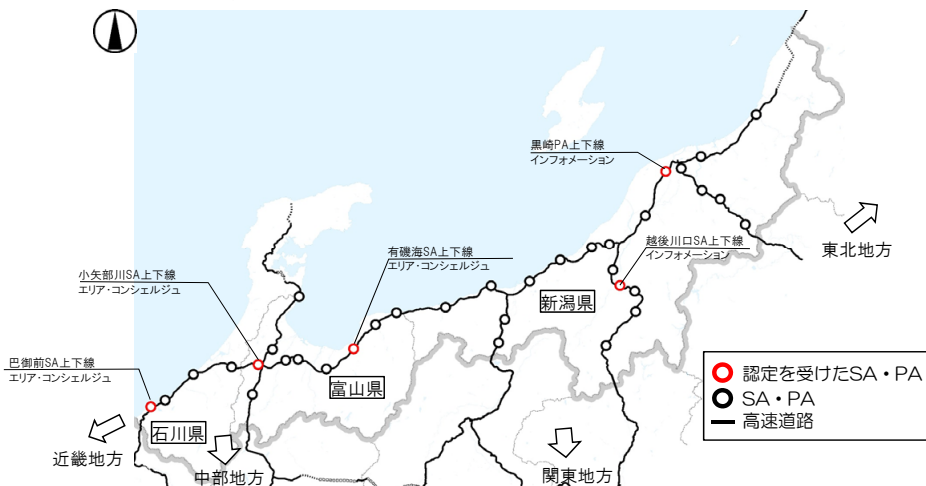 黒崎PA上下線
インフォメーション
東北地方
越後川口SA上下線
インフォメーション
有磯海SA上下線
エリア・コンシェルジュ
小矢部川SA上下線
エリア・コンシェルジュ
新潟県
巴御前SA上下線
エリア・コンシェルジュ
富山県
石川県
近畿地方
中部地方
関東地方
認定を受けたSA・PA
SA・PA
高速道路